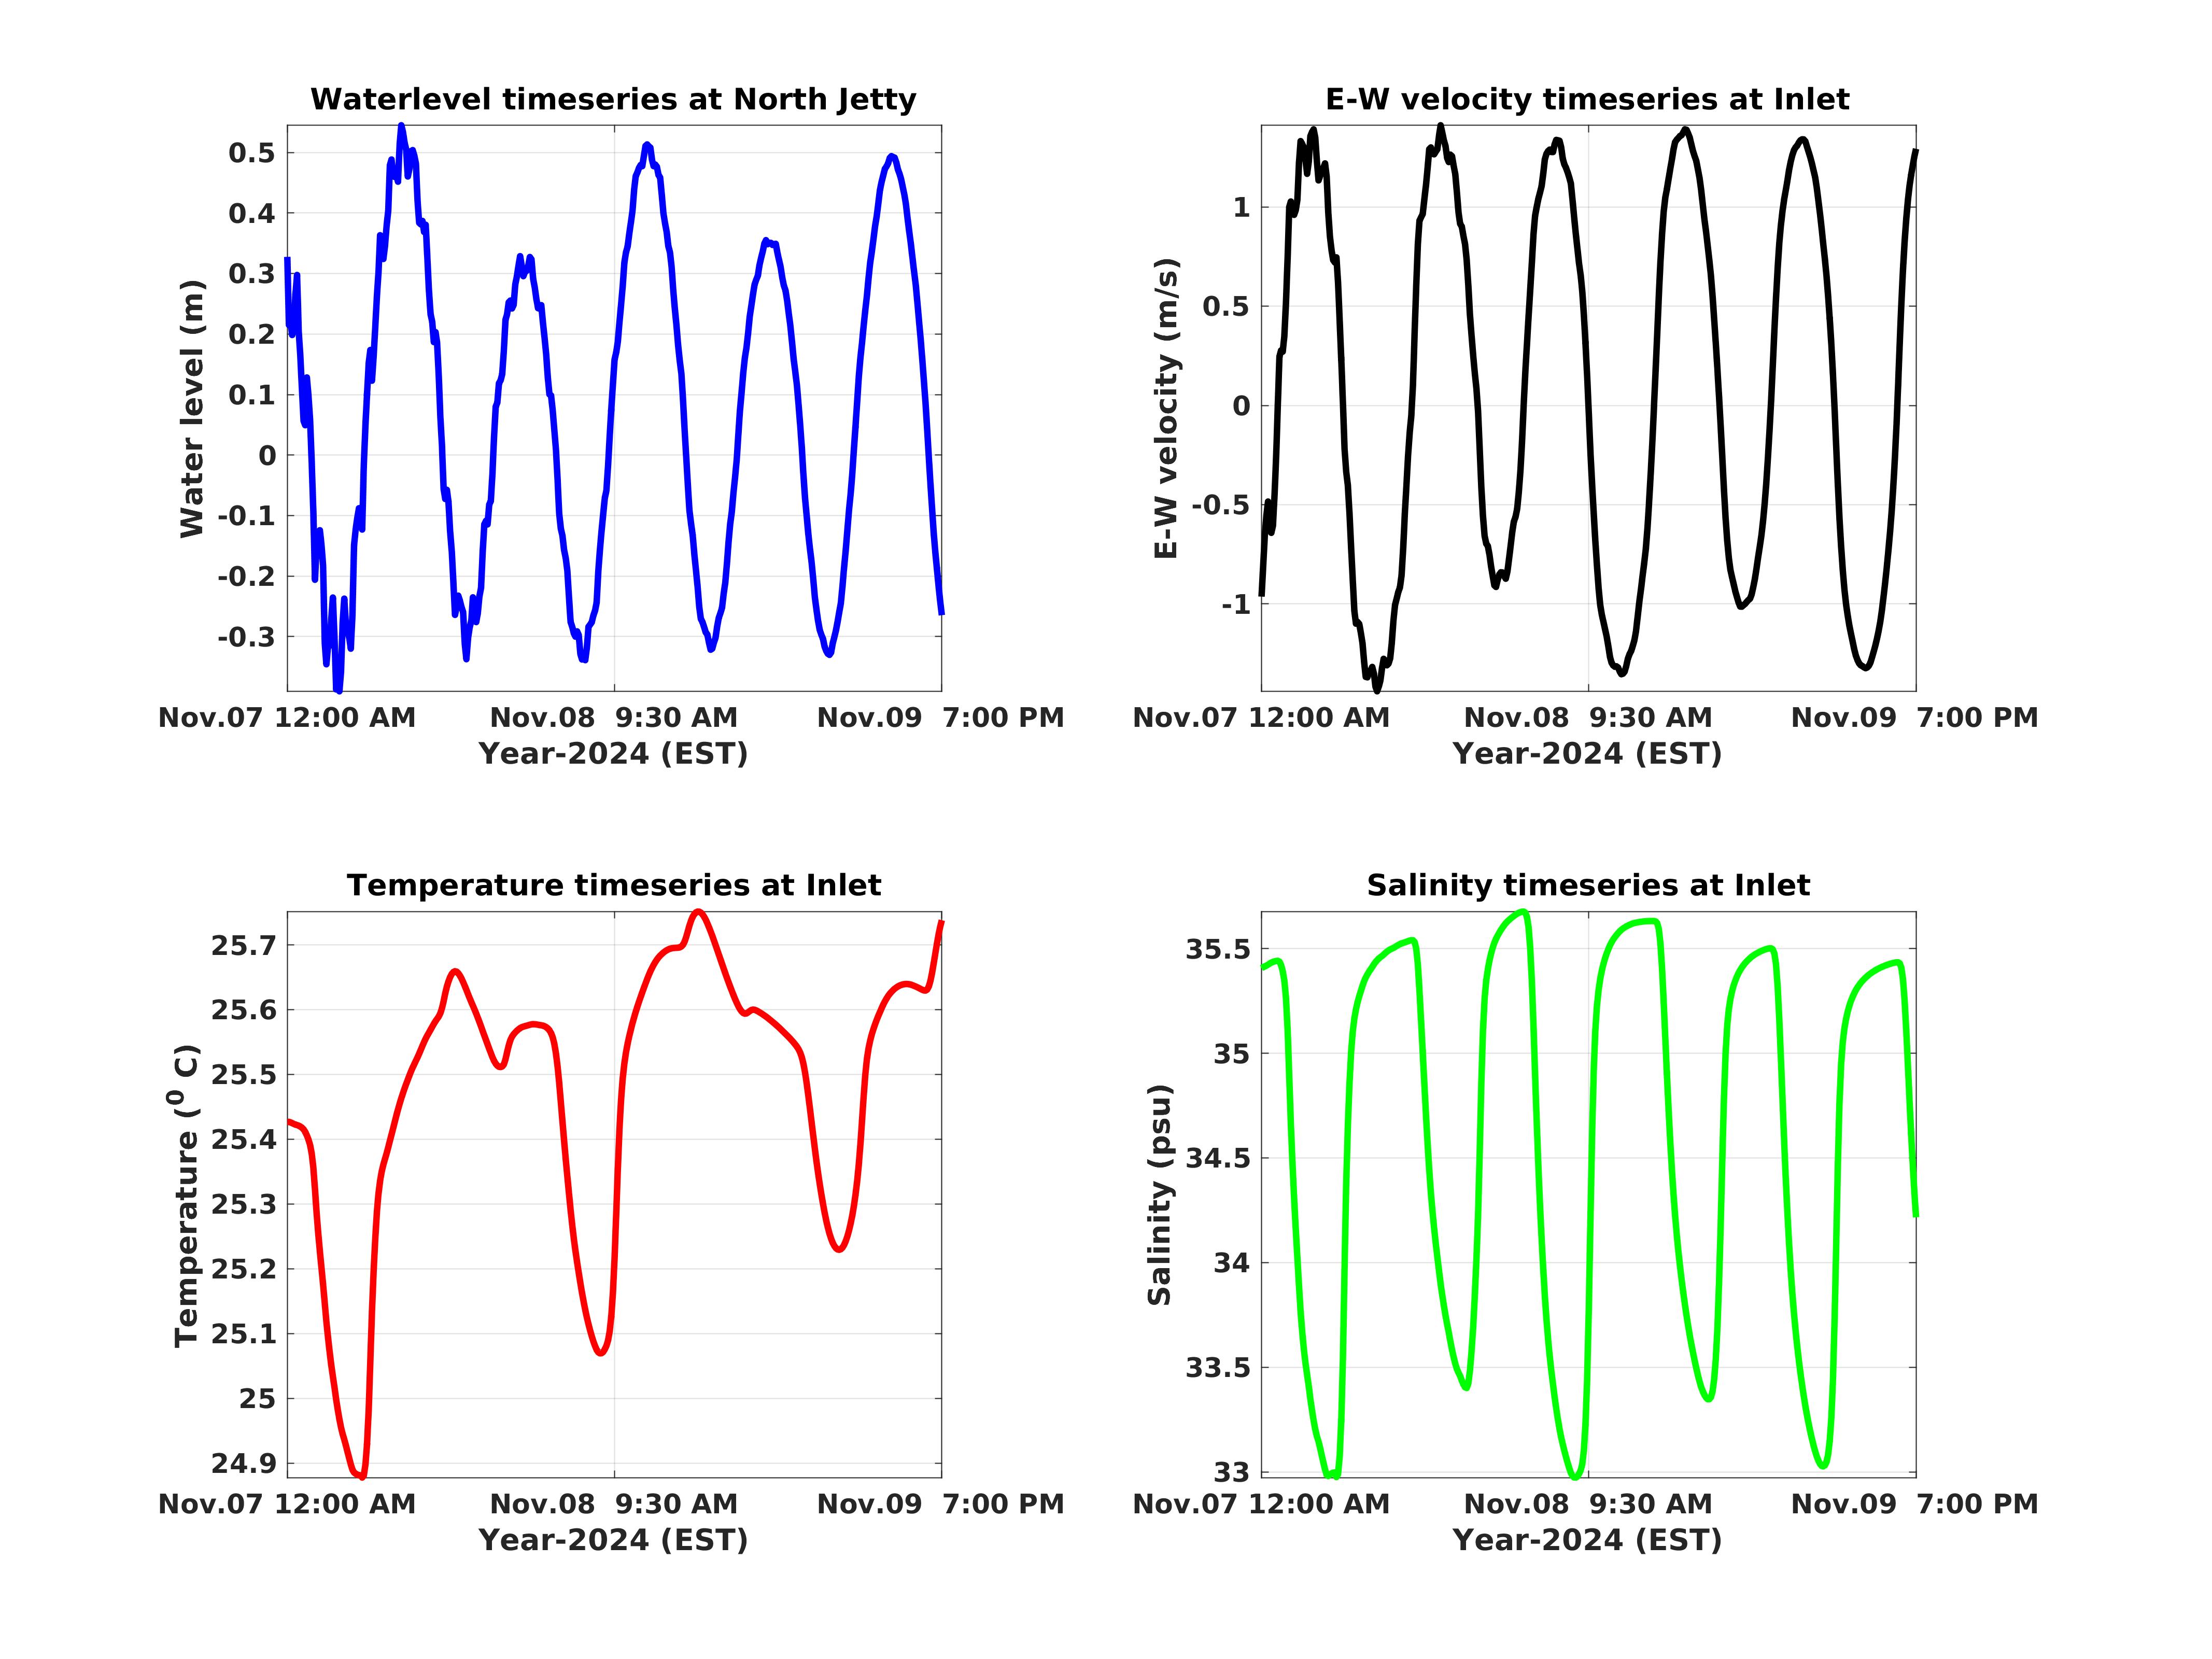 Waterlevel timeseries at North Jetty
0.5
0.4
0.3
0.2
0.1
0
-0.1
-0.2
-0.3
Water level (m)
Nov.07 12:00 AM Nov.08 9:30 AM Nov.09 7:00 PM
Year-2024 (EST)
E-W velocity timeseries at Inlet
1
0.5
0
-0.5
-1
E-W velocity (m/s)
Nov.07 12:00 AM Nov.08 9:30 AM Nov.09 7:00 PM
Year-2024 (EST)
Temperature timeseries at Inlet
25.7
25.6
25.5
25.4
25.3
25.2
25.1
25
24.9
Temperature (⁰ C)
Nov.07 12:00 AM Nov.08 9:30 AM Nov.09 7:00 PM
Year-2024 (EST)
Salinity timeseries at Inlet
35.5
35
34.5
34
33.5
33
Salinity (psu)
Nov.07 12:00 AM Nov.08 9:30 AM Nov.09 7:00 PM
Year-2024 (EST)